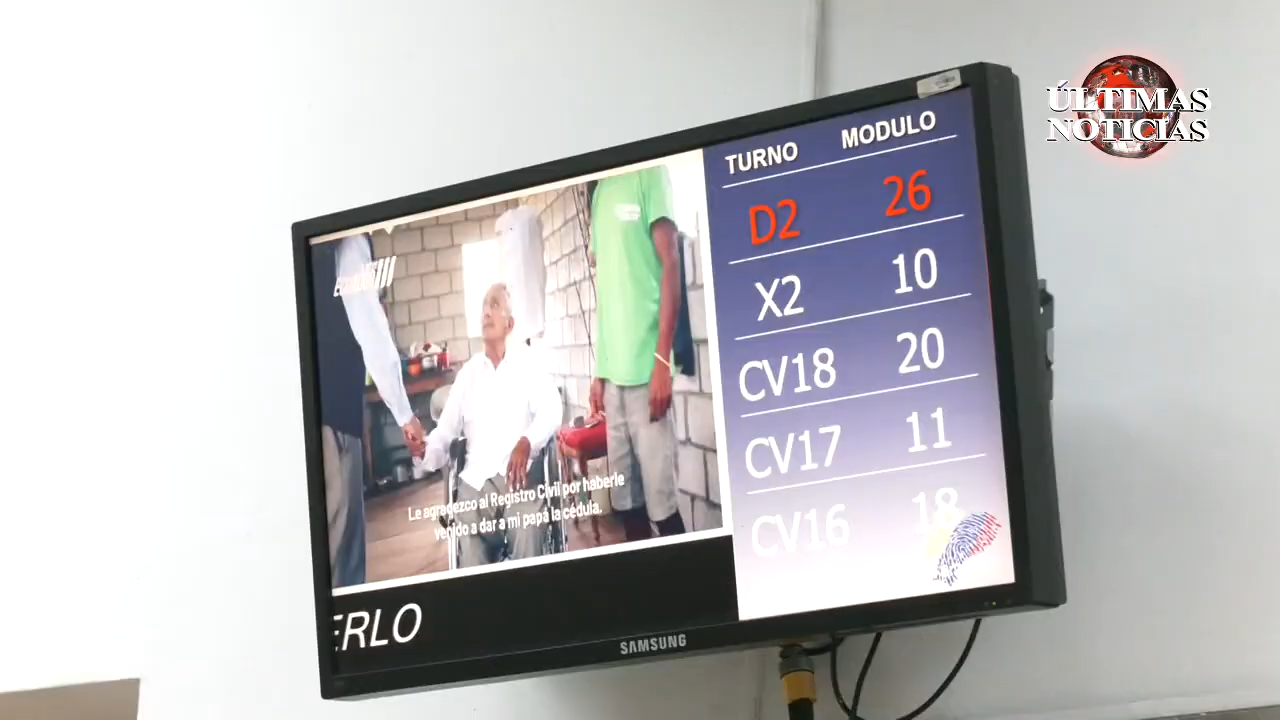 ÚLTIMAS
NOTICIAS
TURNO MODULO
D2 26
X2 10
CV18 20
CV17 11
CV16 18
Le agradezco al Registro Civil por haberle
venido a dar a mi papá la cédula.
ERLO
SAMSUNG